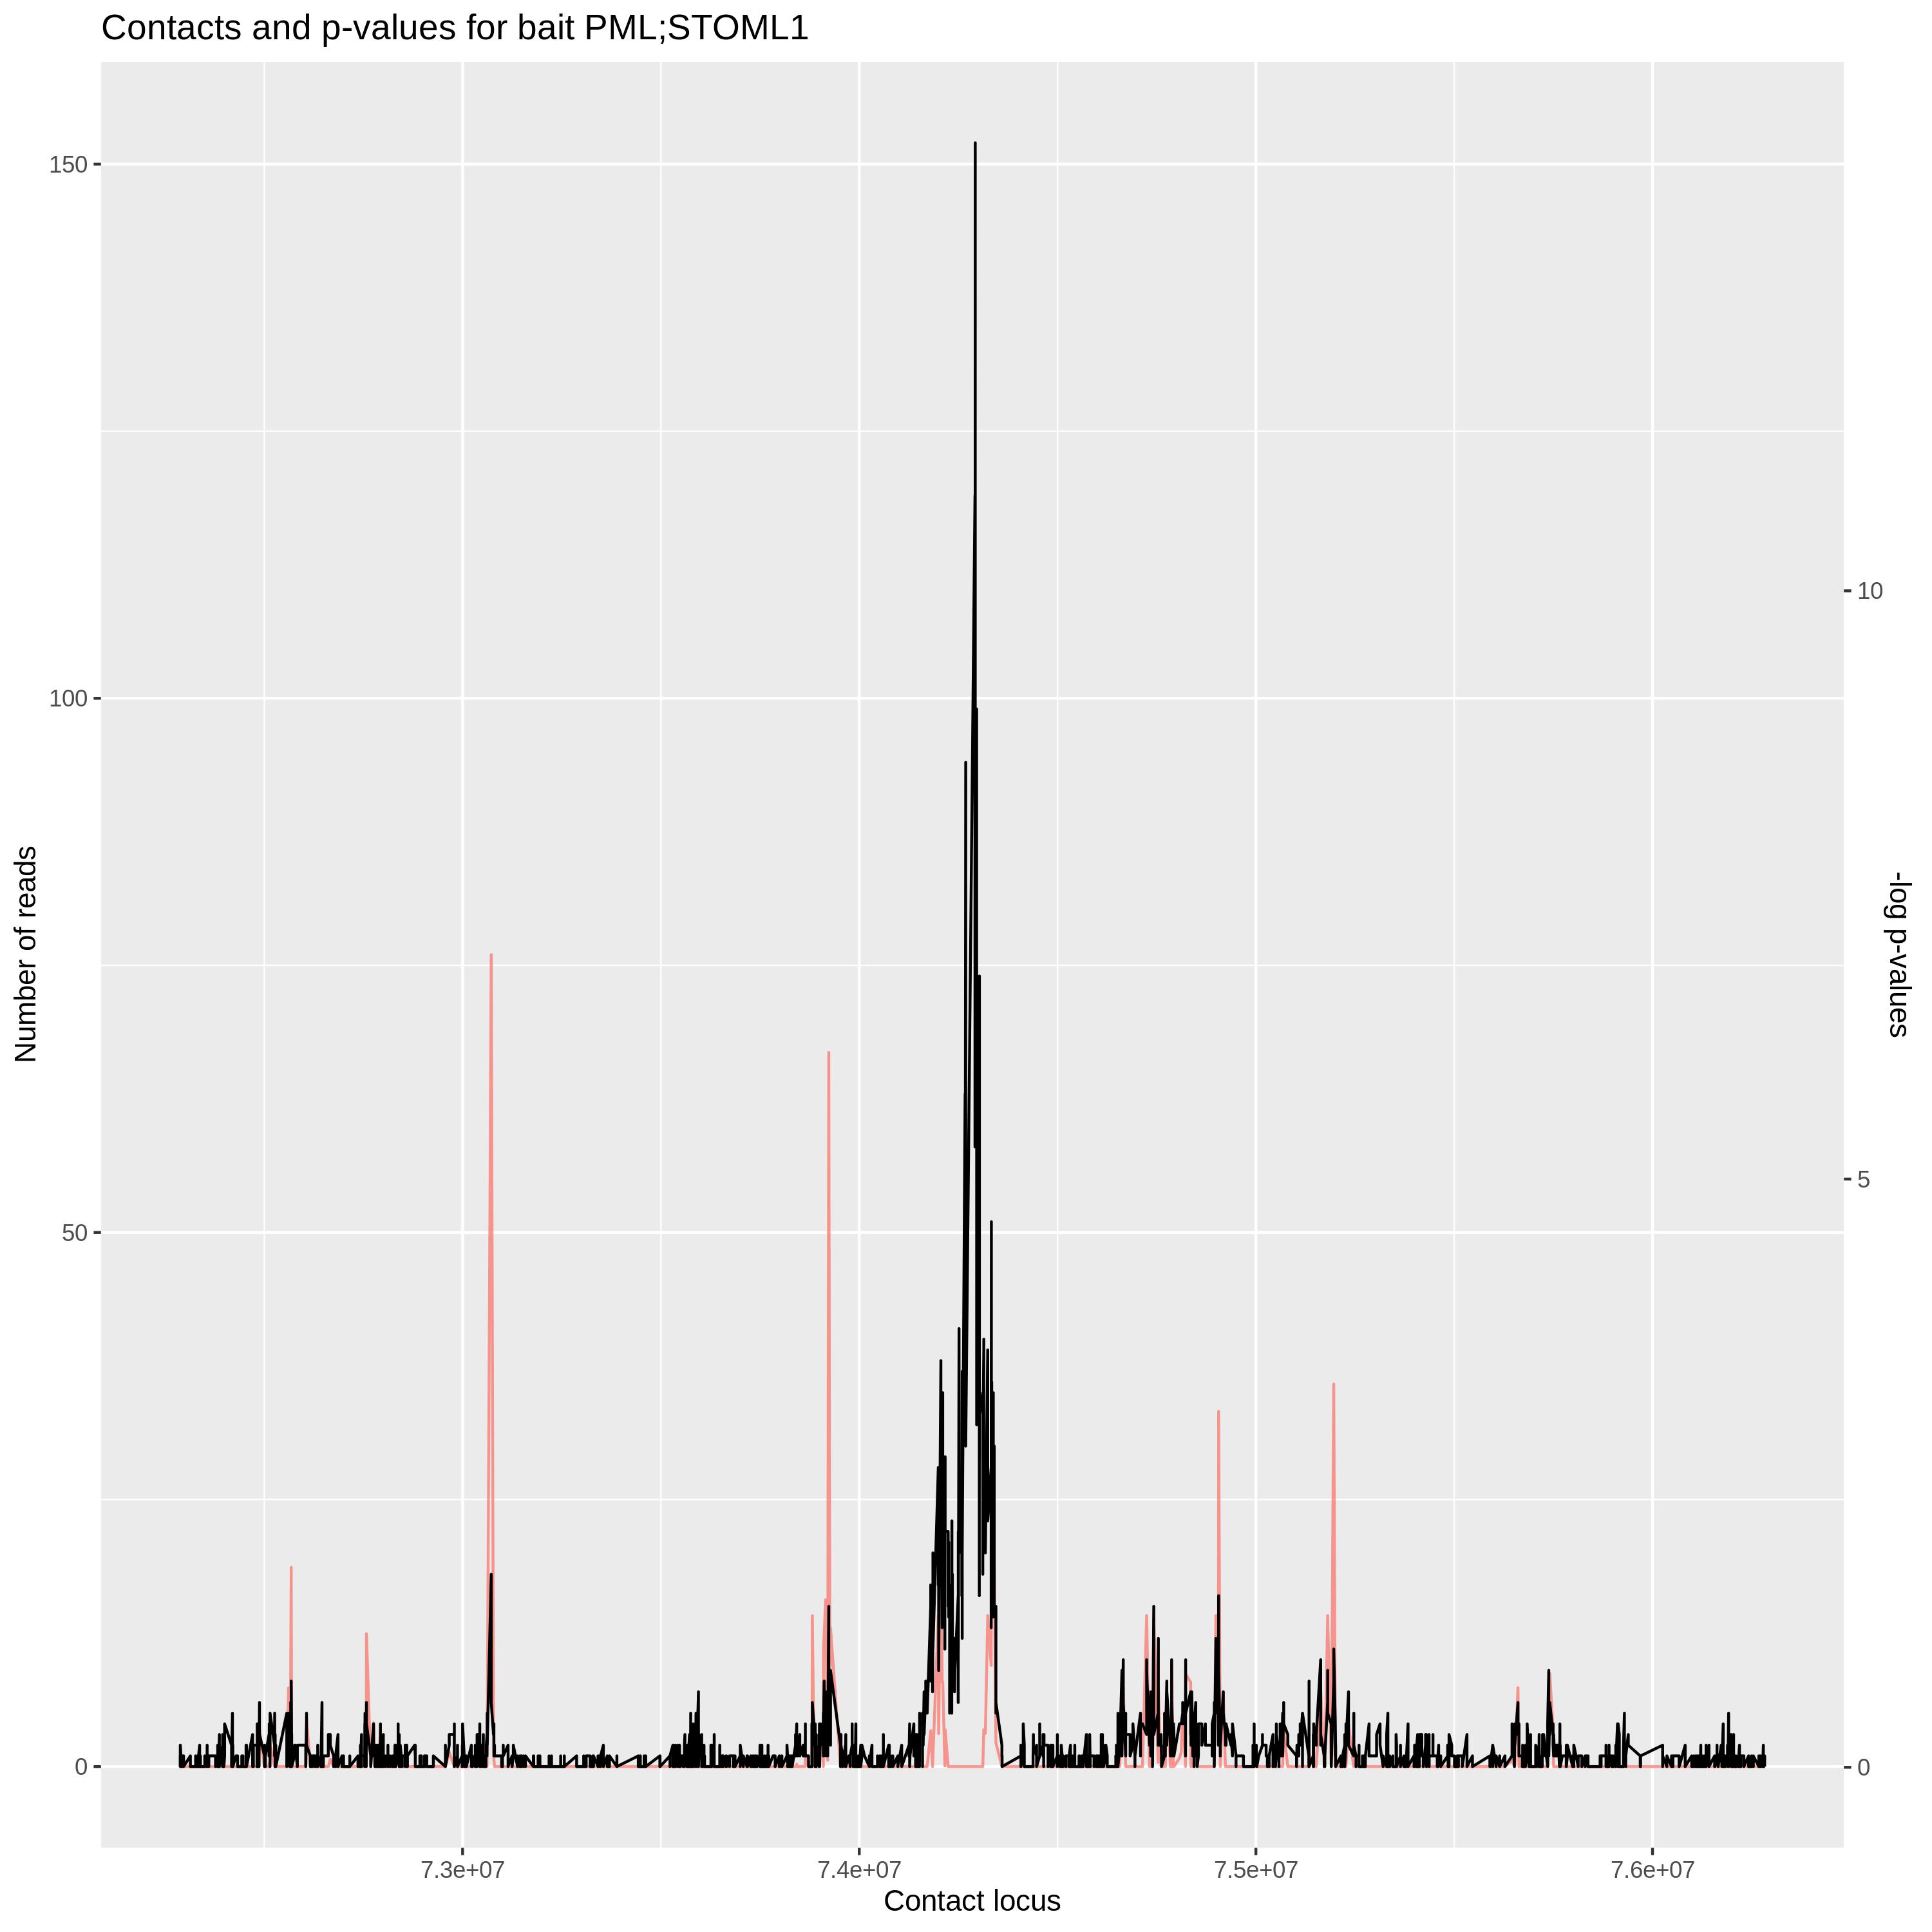 Contacts and p-values for bait PML;STOML1
150
100
50
0
Number of reads
10
5
0
-log p-values
7.3e+07
7.4e+07
7.5e+07
7.6e+07
Contact locus